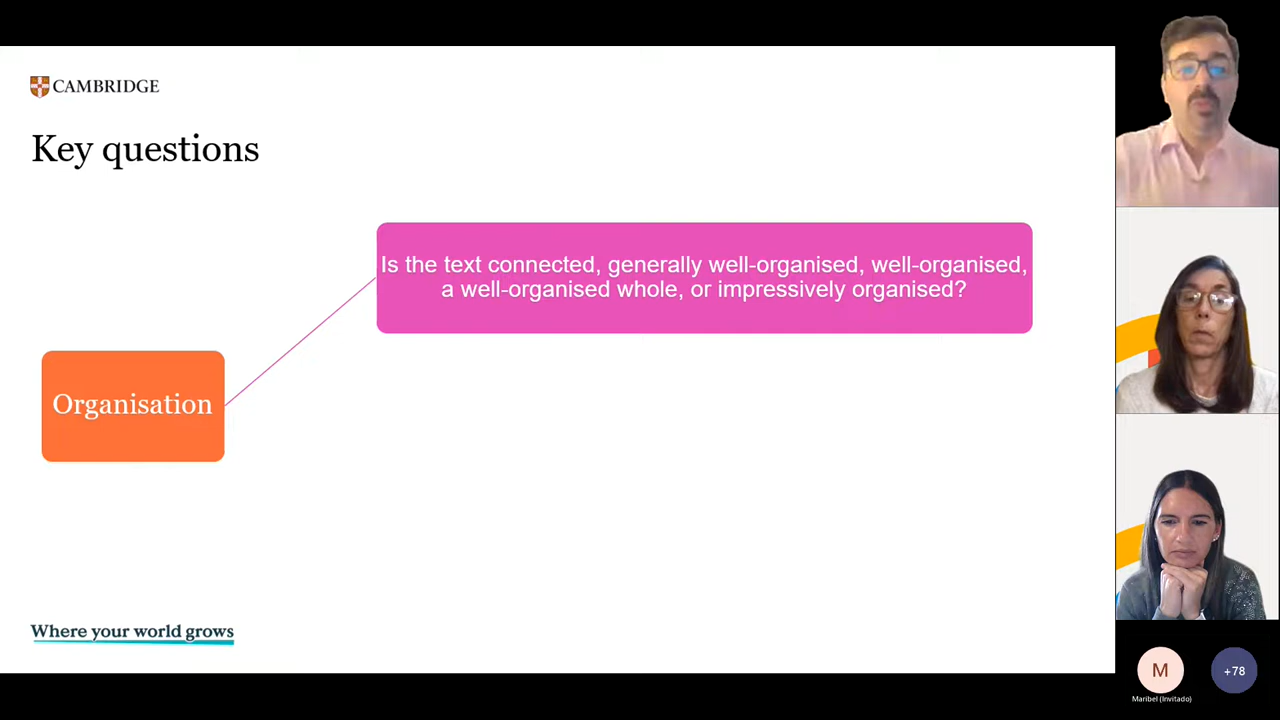 CAMBRIDGE
Key questions
Is the text connected, generally well-organised, well-organised,
a well-organised whole, or impressively organised?
Organisation
Where your world grows
M
+78
Maribel (Invitado)